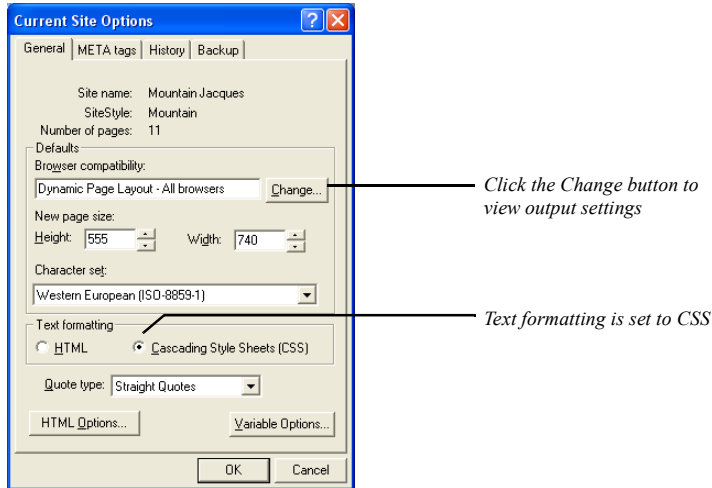 Current Site Options
General META tags History Backup
Site name: Mountain Jacques
SiteStyle: Mountain
Number of pages: 11
Defaults
Browser compatibility:
Dynamic Page Layout - All browsers Change...
Click the Change button to
view output settings
New page size:
Height: 555 Width: 740
Character set:
Western European (ISO-8859-1)
Text formatting
Text formatting is set to CSS
HTML Cascading Style Sheets (CSS)
Quote type: Straight Quotes
HTML Options... Variable Options...
OK Cancel